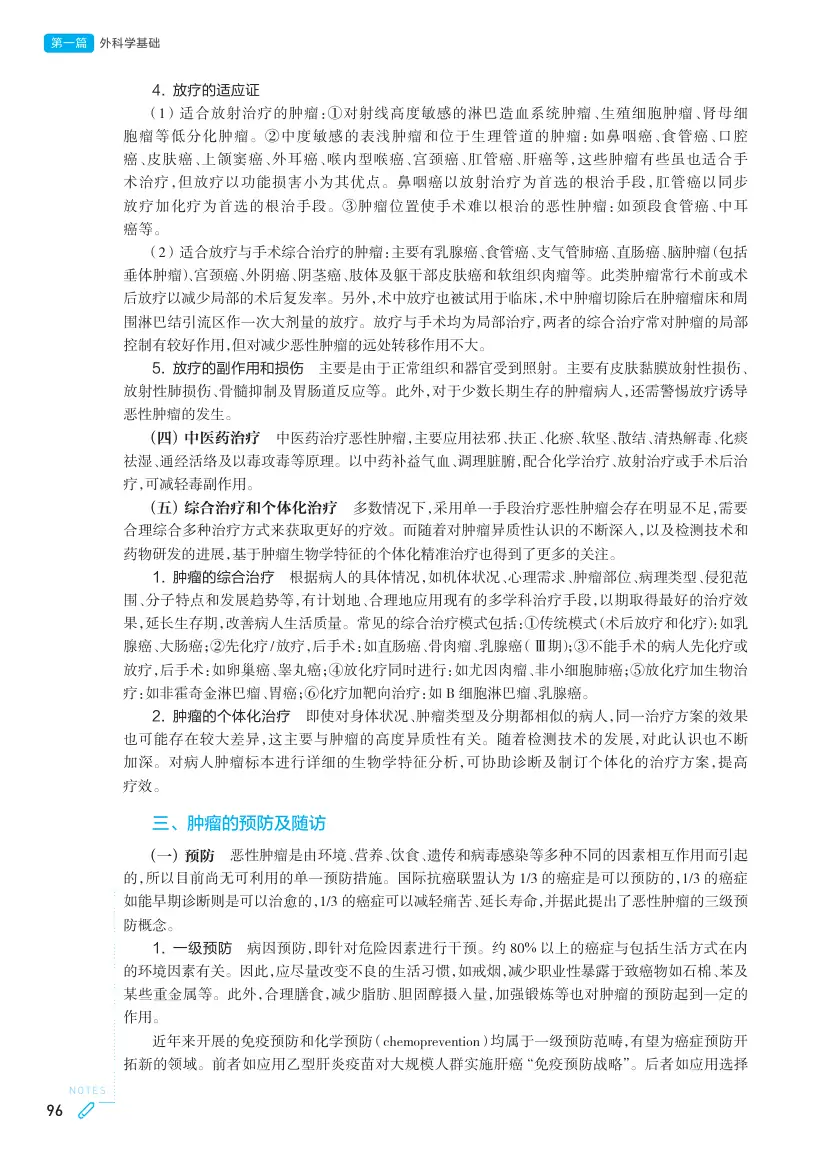 第一篇 外科学基础
4. 放疗的适应证
（1）适合放射治疗的肿瘤：①对射线高度敏感的淋巴造血系统肿瘤、生殖细胞肿瘤、肾母细
胞瘤等低分化肿瘤。②中度敏感的表浅肿瘤和位于生理管道的肿瘤：如鼻咽癌、食管癌、口腔
癌、皮肤癌、上颌窦癌、外耳癌、喉内型喉癌、宫颈癌、肛管癌、肝癌等，这些肿瘤有些虽也适合手
术治疗，但放疗以功能损害小为其优点。鼻咽癌以放射治疗为首选的根治手段，肛管癌以同步
放疗加化疗为首选的根治手段。③肿瘤位置使手术难以根治的恶性肿瘤：如颈段食管癌、中耳
癌等。
（2）适合放疗与手术综合治疗的肿瘤：主要有乳腺癌、食管癌、支气管肺癌、直肠癌、脑肿瘤（包括
垂体肿瘤）、宫颈癌、外阴癌、阴茎癌、肢体及躯干部皮肤癌和软组织肉瘤等。此类肿瘤常行术前或术
后放疗以减少局部的术后复发率。另外，术中放疗也被试用于临床，术中肿瘤切除后在肿瘤瘤床和周
围淋巴结引流区作一次大剂量的放疗。放疗与手术均为局部治疗，两者的综合治疗常对肿瘤的局部
控制有较好作用，但对减少恶性肿瘤的远处转移作用不大。
5. 放疗的副作用和损伤 主要是由于正常组织和器官受到照射。主要有皮肤黏膜放射性损伤、
放射性肺损伤、骨髓抑制及胃肠道反应等。此外，对于少数长期生存的肿瘤病人，还需警惕放疗诱导
恶性肿瘤的发生。
（四）中医药治疗 中医药治疗恶性肿瘤，主要应用祛邪、扶正、化瘀、软坚、散结、清热解毒、化痰
祛湿、通经活络及以毒攻毒等原理。以中药补益气血、调理脏腑，配合化学治疗、放射治疗或手术后治
疗，可减轻毒副作用。
（五）综合治疗和个体化治疗 多数情况下，采用单一手段治疗恶性肿瘤会存在明显不足，需要
合理综合多种治疗方式来获取更好的疗效。而随着对肿瘤异质性认识的不断深入，以及检测技术和
药物研发的进展，基于肿瘤生物学特征的个体化精准治疗也得到了更多的关注。
1. 肿瘤的综合治疗 根据病人的具体情况，如机体状况、心理需求、肿瘤部位、病理类型、侵犯范
围、分子特点和发展趋势等，有计划地、合理地应用现有的多学科治疗手段，以期取得最好的治疗效
果，延长生存期，改善病人生活质量。常见的综合治疗模式包括：①传统模式（术后放疗和化疗）：如乳
腺癌、大肠癌；②先化疗/放疗，后手术：如直肠癌、骨肉瘤、乳腺癌（Ⅲ期）；③不能手术的病人先化疗或
放疗，后手术：如卵巢癌、睾丸癌；④放化疗同时进行：如尤因肉瘤、非小细胞肺癌；⑤放化疗加生物治
疗：如非霍奇金淋巴瘤、胃癌；⑥化疗加靶向治疗：如 B 细胞淋巴瘤、乳腺癌。
2. 肿瘤的个体化治疗 即使对身体状况、肿瘤类型及分期都相似的病人，同一治疗方案的效果
也可能存在较大差异，这主要与肿瘤的高度异质性有关。随着检测技术的发展，对此认识也不断
加深。对病人肿瘤标本进行详细的生物学特征分析，可协助诊断及制订个体化的治疗方案，提高
疗效。
三、肿瘤的预防及随访
（一）预防 恶性肿瘤是由环境、营养、饮食、遗传和病毒感染等多种不同的因素相互作用而引起
的，所以目前尚无可利用的单一预防措施。国际抗癌联盟认为 1/3 的癌症是可以预防的，1/3 的癌症
如能早期诊断则是可以治愈的，1/3 的癌症可以减轻痛苦、延长寿命，并据此提出了恶性肿瘤的三级预
防概念。
1. 一级预防 病因预防，即针对危险因素进行干预。约 80% 以上的癌症与包括生活方式在内
的环境因素有关。因此，应尽量改变不良的生活习惯，如戒烟，减少职业性暴露于致癌物如石棉、苯及
某些重金属等。此外，合理膳食，减少脂肪、胆固醇摄入量，加强锻炼等也对肿瘤的预防起到一定的
作用。
近年来开展的免疫预防和化学预防（chemoprevention）均属于一级预防范畴，有望为癌症预防开
拓新的领域。前者如应用乙型肝炎疫苗对大规模人群实施肝癌“免疫预防战略”。后者如应用选择
NOTES
96